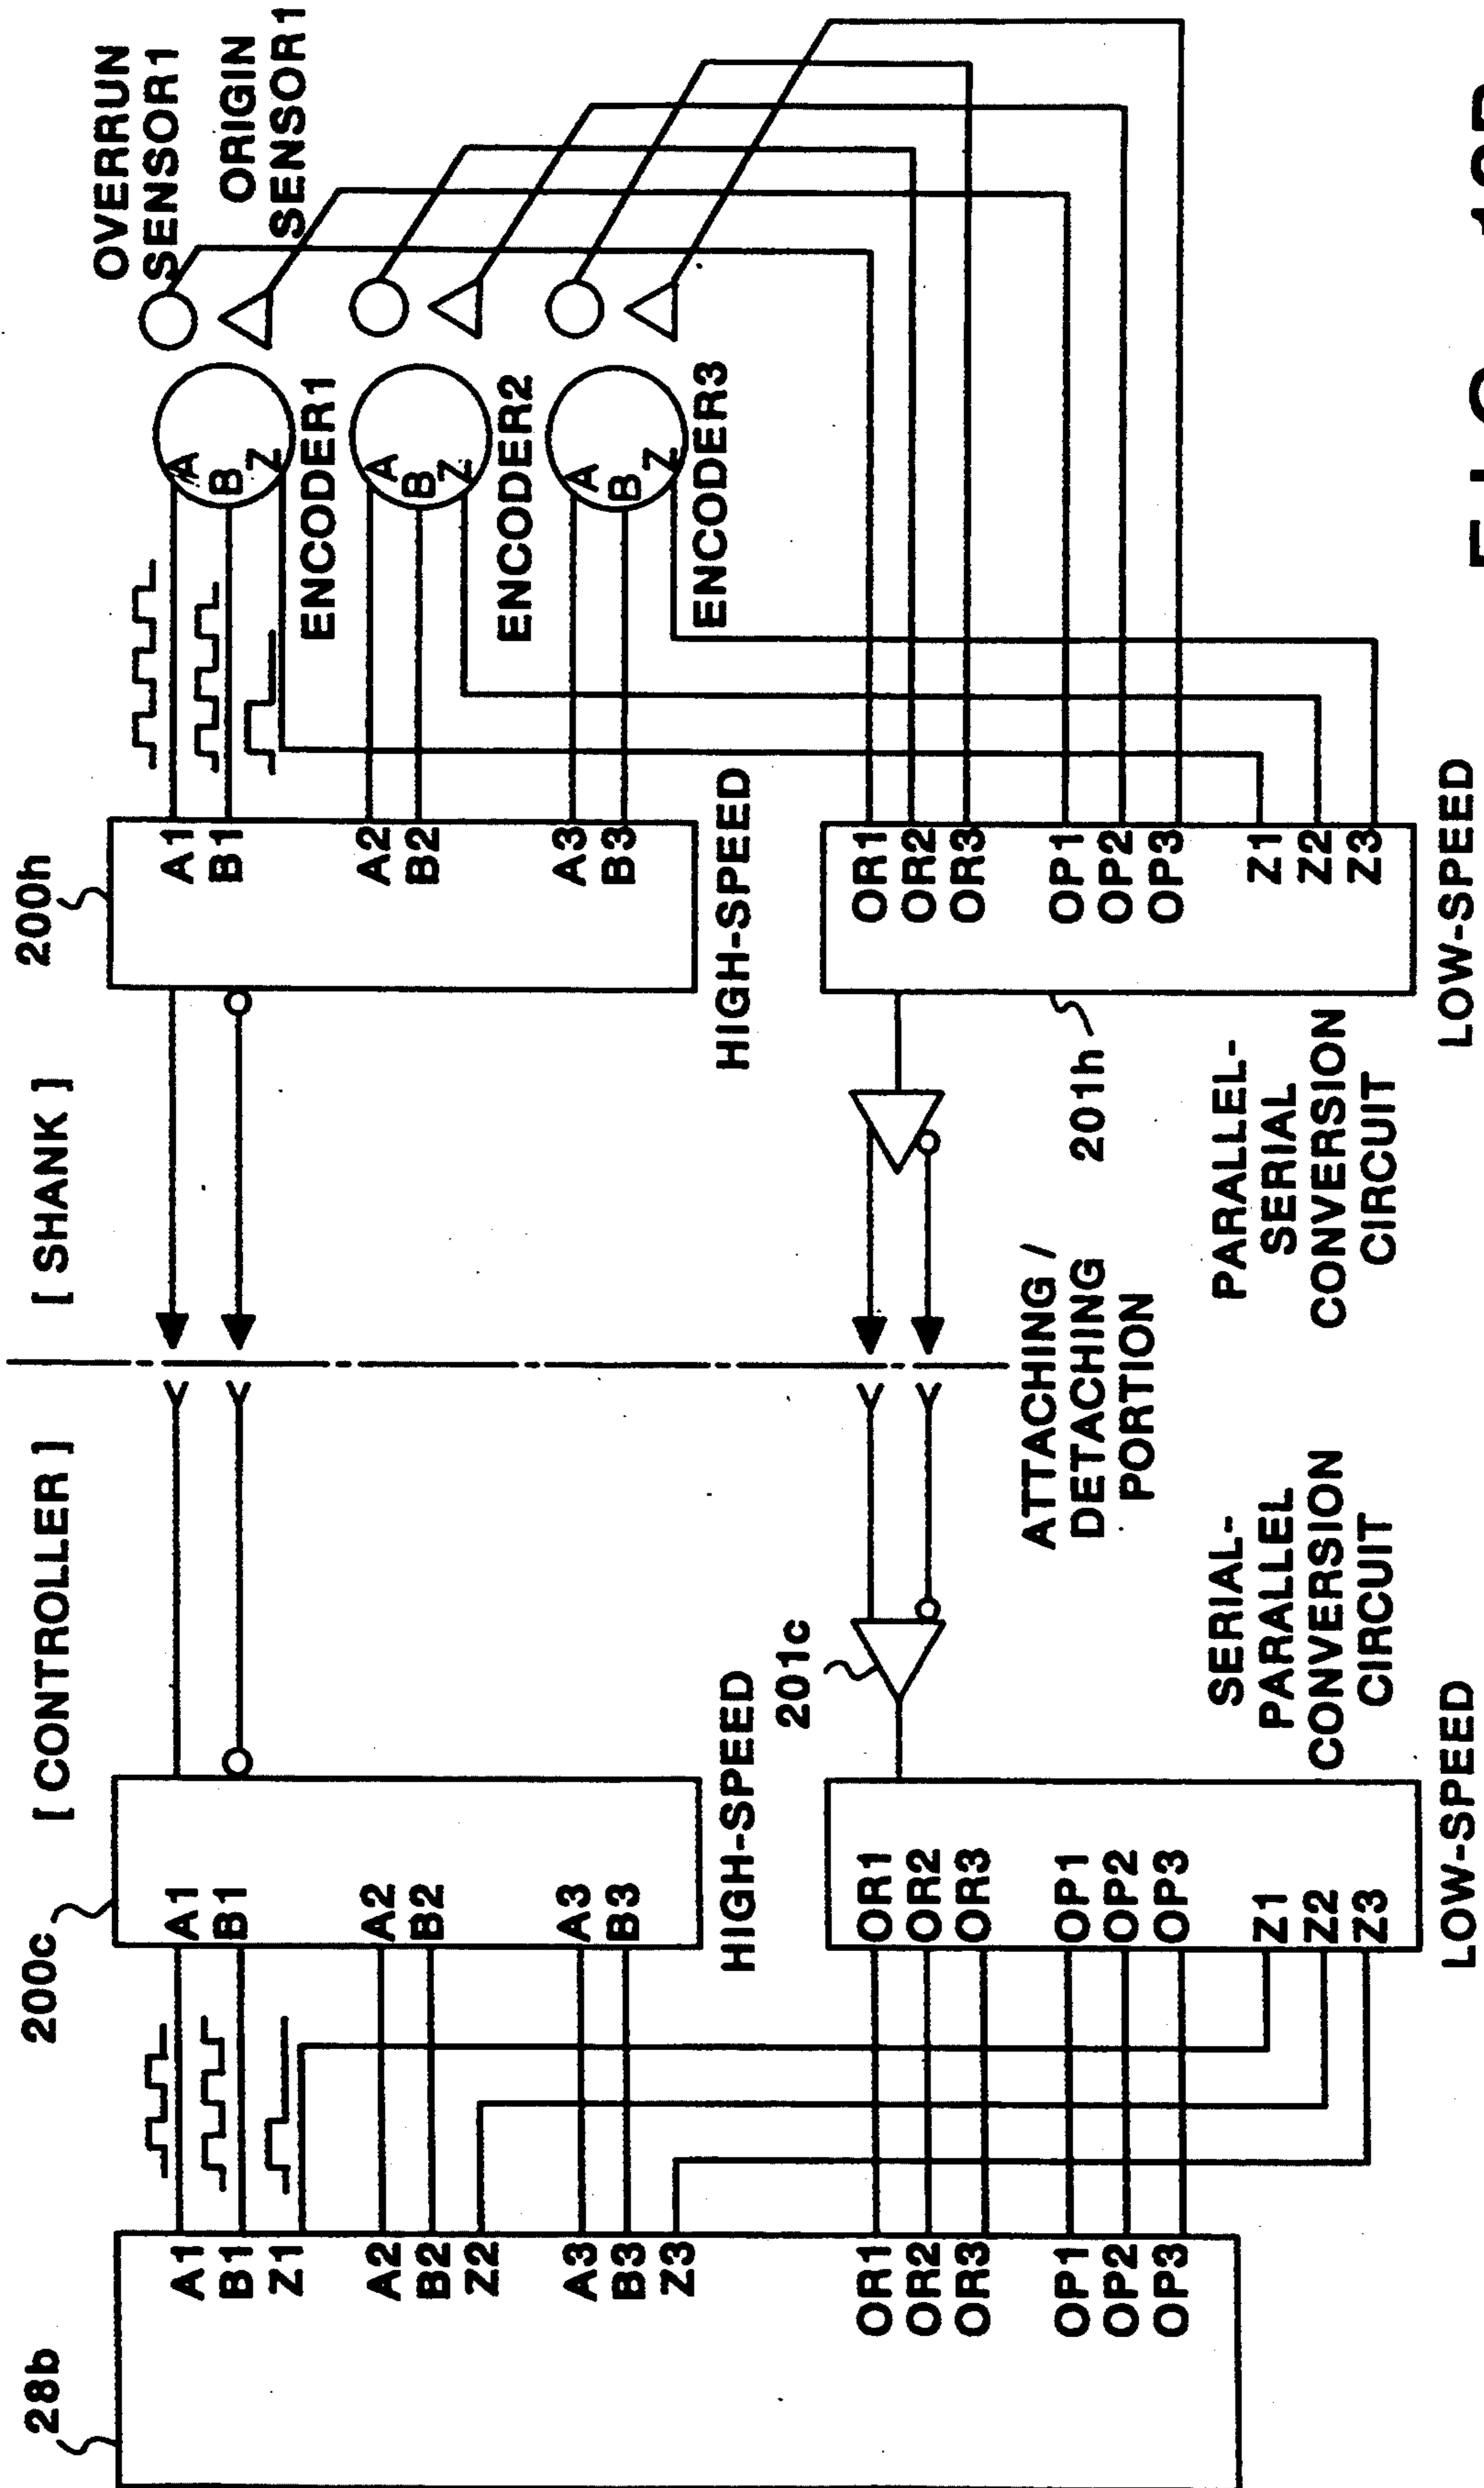 [ CONTROLLER ]
[ SHANK ]
28b
200c
200h
OVERRUN
SENSOR1
ORIGIN
SENSOR1
A1
B1
Z1
A2
B2
Z2
A3
B3
Z3
OR1
OR2
OR3
OP1
OP2
OP3
A1
B1
A2
B2
A3
B3
HIGH-SPEED
201c
OR1
OR2
OR3
OP1
OP2
OP3
Z1
Z2
Z3
LOW-SPEED
SERIAL-
PARALLEL
CONVERSION
CIRCUIT
ATTACHING /
DETACHING
PORTION
A1
B1
A2
B2
A3
B3
HIGH-SPEED
201h
PARALLEL-
SERIAL
CONVERSION
CIRCUIT
OR1
OR2
OR3
OP1
OP2
OP3
Z1
Z2
Z3
LOW-SPEED
A
B
Z
ENCODER1
A
B
Z
ENCODER2
A
B
Z
ENCODER3